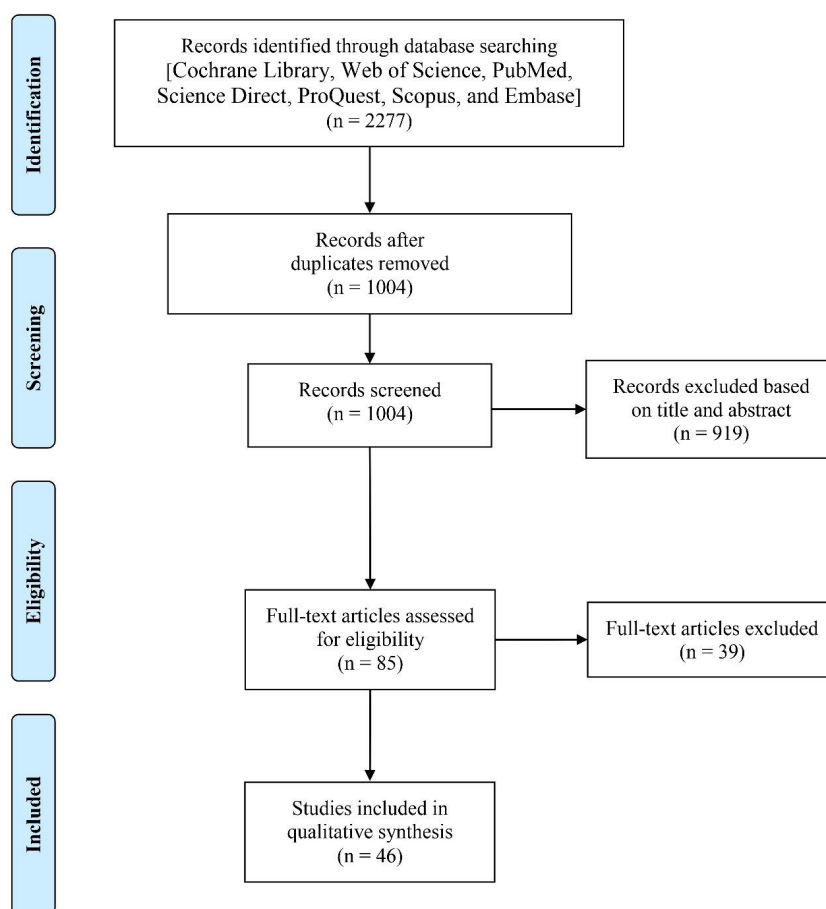 Identification
Records identified through database searching
[Cochrane Library, Web of Science, PubMed,
Science Direct, ProQuest, Scopus, and Embase]
(n = 2277)
Screening
Records after
duplicates removed
(n = 1004)
Records screened
(n = 1004)
Records excluded based
on title and abstract
(n = 919)
Eligibility
Full-text articles assessed
for eligibility
(n = 85)
Full-text articles excluded
(n = 39)
Included
Studies included in
qualitative synthesis
(n = 46)